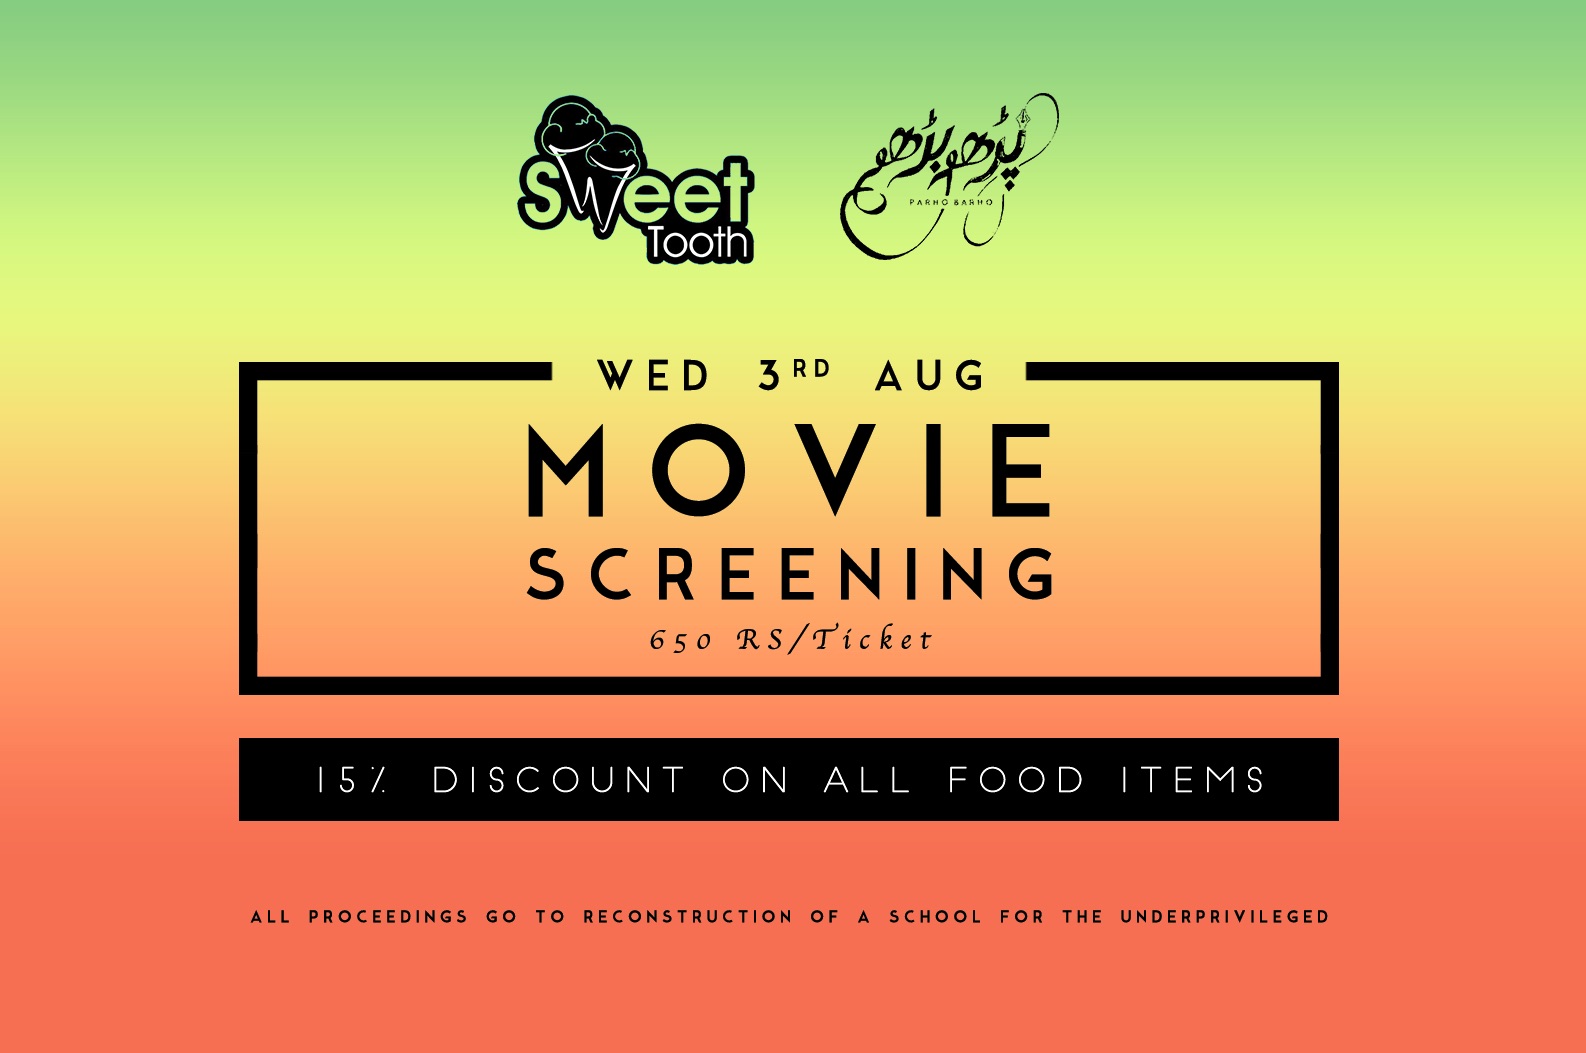 Sweet
Tooth
پڑھو بڑھو
PARHO BARHO
WED 3RD AUG
MOVIE
SCREENING
650 RS/Ticket
15% DISCOUNT ON ALL FOOD ITEMS
ALL PROCEEDINGS GO TO RECONSTRUCTION OF A SCHOOL FOR THE UNDERPRIVILEGED